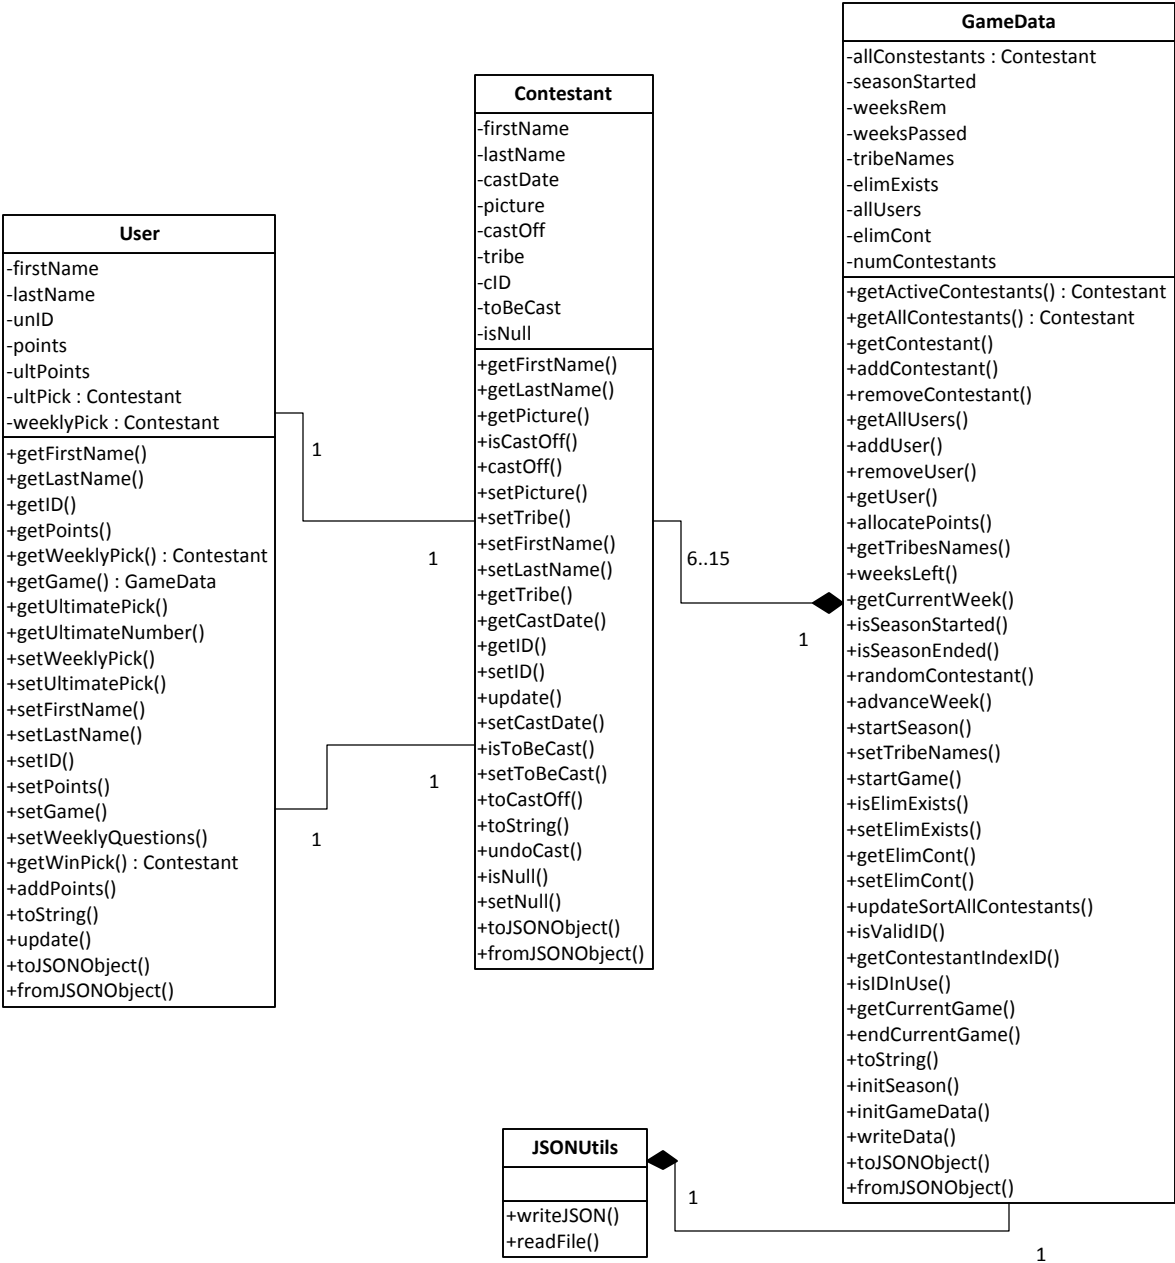 User
-firstName
-lastName
-unID
-points
-ultPoints
-ultPick : Contestant
-weeklyPick : Contestant
+getFirstName()
+getLastName()
+getID()
+getPoints()
+getWeeklyPick() : Contestant
+getGame() : GameData
+getUltimatePick()
+getUltimateNumber()
+setWeeklyPick()
+setUltimatePick()
+setFirstName()
+setLastName()
+setID()
+setPoints()
+setGame()
+setWeeklyQuestions()
+getWinPick() : Contestant
+addPoints()
+toString()
+update()
+toJSONObject()
+fromJSONObject()
1
1
1
1
Contestant
-firstName
-lastName
-castDate
-picture
-castOff
-tribe
-cID
-toBeCast
-isNull
+getFirstName()
+getLastName()
+getPicture()
+isCastOff()
+castOff()
+setPicture()
+setTribe()
+setFirstName()
+setLastName()
+getTribe()
+getCastDate()
+getID()
+setID()
+update()
+setCastDate()
+isToBeCast()
+setToBeCast()
+toCastOff()
+toString()
+undoCast()
+isNull()
+setNull()
+toJSONObject()
+fromJSONObject()
6..15
1
GameData
-allConstestants : Contestant
-seasonStarted
-weeksRem
-weeksPassed
-tribeNames
-elimExists
-allUsers
-elimCont
-numContestants
+getActiveContestants() : Contestant
+getAllContestants() : Contestant
+getContestant()
+addContestant()
+removeContestant()
+getAllUsers()
+addUser()
+removeUser()
+getUser()
+allocatePoints()
+getTribesNames()
+weeksLeft()
+getCurrentWeek()
+isSeasonStarted()
+isSeasonEnded()
+randomContestant()
+advanceWeek()
+startSeason()
+setTribeNames()
+startGame()
+isElimExists()
+setElimExists()
+getElimCont()
+setElimCont()
+updateSortAllContestants()
+isValidID()
+getContestantIndexID()
+isIDInUse()
+getCurrentGame()
+endCurrentGame()
+toString()
+initSeason()
+initGameData()
+writeData()
+toJSONObject()
+fromJSONObject()
JSONUtils
+writeJSON()
+readFile()
1
1